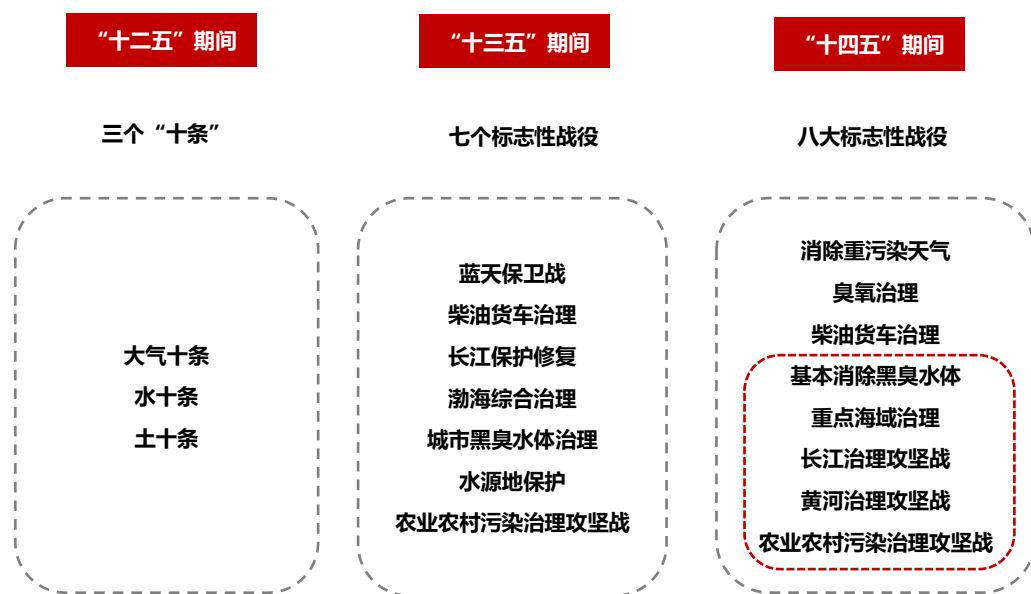 “十二五”期间
三个“十条”
大气十条
水十条
土十条
“十三五”期间
七个标志性战役
蓝天保卫战
柴油货车治理
长江保护修复
渤海综合治理
城市黑臭水体治理
水源地保护
农业农村污染治理攻坚战
“十四五”期间
八大标志性战役
消除重污染天气
臭氧治理
柴油货车治理
基本消除黑臭水体
重点海域治理
长江治理攻坚战
黄河治理攻坚战
农业农村污染治理攻坚战